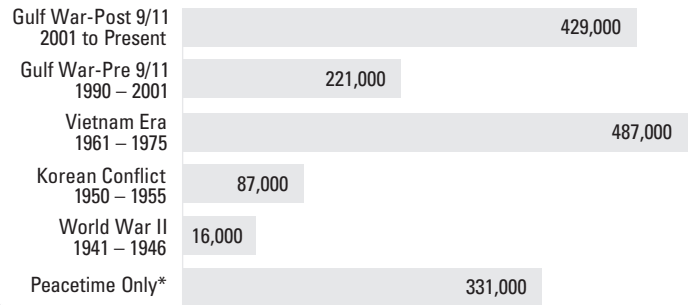 Gulf War-Post 9/11
2001 to Present
429,000
Gulf War-Pre 9/11
1990 – 2001
221,000
Vietnam Era
1961 – 1975
487,000
Korean Conflict
1950 – 1955
87,000
World War II
1941 – 1946
16,000
Peacetime Only*
331,000